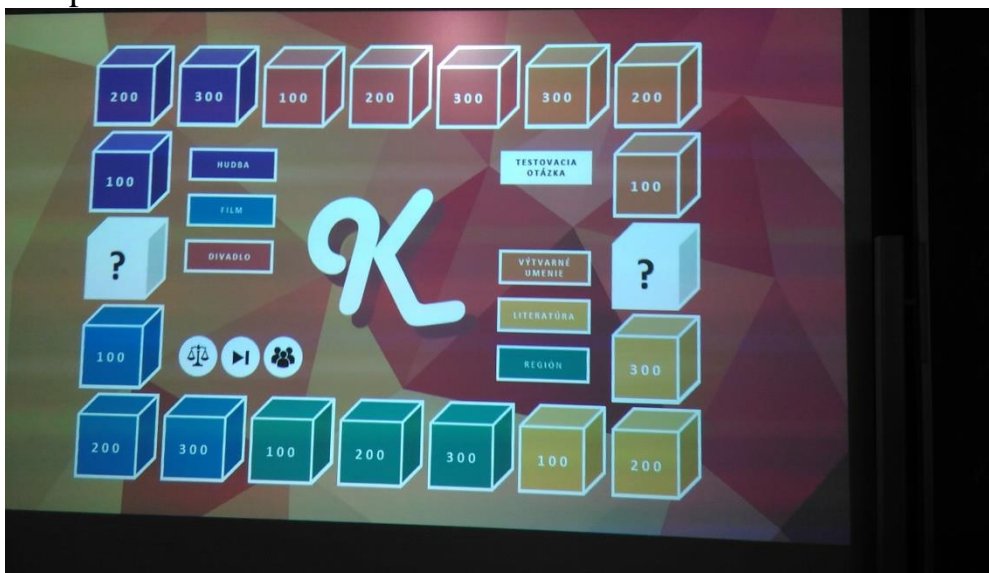 200 300 100 200 300 300 200
100
HUDBA
TESTOVACIA
OTÁZKA
100
FILM
DIVADLO
?
K
VÝTVARNÉ
UMENIE
?
LITERATÚRA
100
REGIÓN
300
200 300 100 200 300 100 200